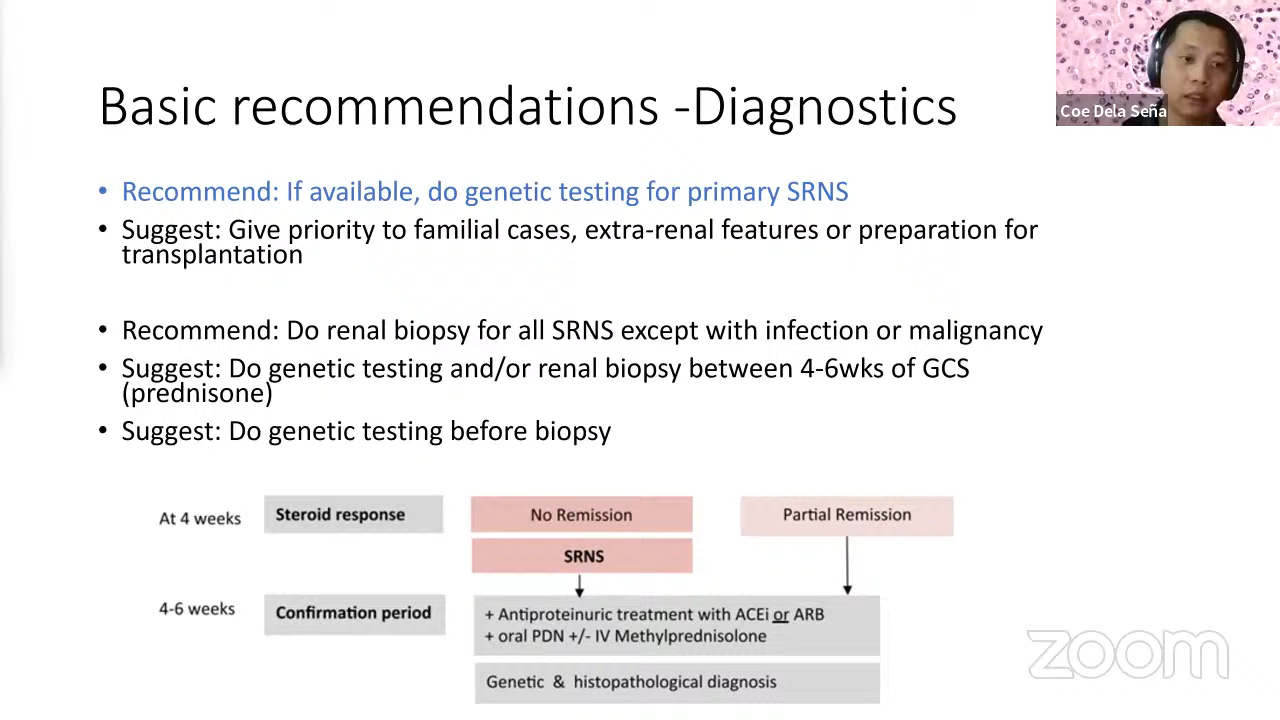 Basic recommendations -Diagnostics
Coe Dela Seña
• Recommend: If available, do genetic testing for primary SRNS
• Suggest: Give priority to familial cases, extra-renal features or preparation for
transplantation
• Recommend: Do renal biopsy for all SRNS except with infection or malignancy
• Suggest: Do genetic testing and/or renal biopsy between 4-6wks of GCS
(prednisone)
• Suggest: Do genetic testing before biopsy
At 4 weeks
Steroid response
No Remission
Partial Remission
SRNS
4-6 weeks
Confirmation period
+ Antiproteinuric treatment with ACEi or ARB
+ oral PDN +/- IV Methylprednisolone
Genetic & histopathological diagnosis
zoom